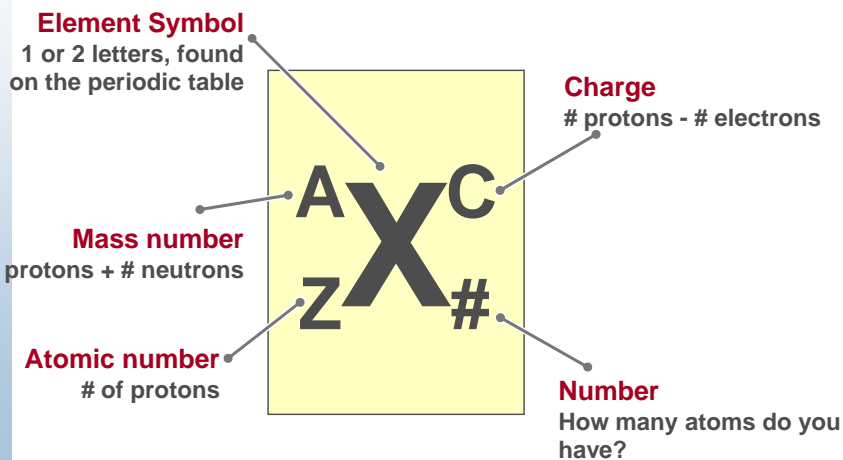 Element Symbol
1 or 2 letters, found
on the periodic table
Charge
# protons - # electrons
A
X
C
Mass number
protons + # neutrons
Z
#
Atomic number
# of protons
Number
How many atoms do you
have?